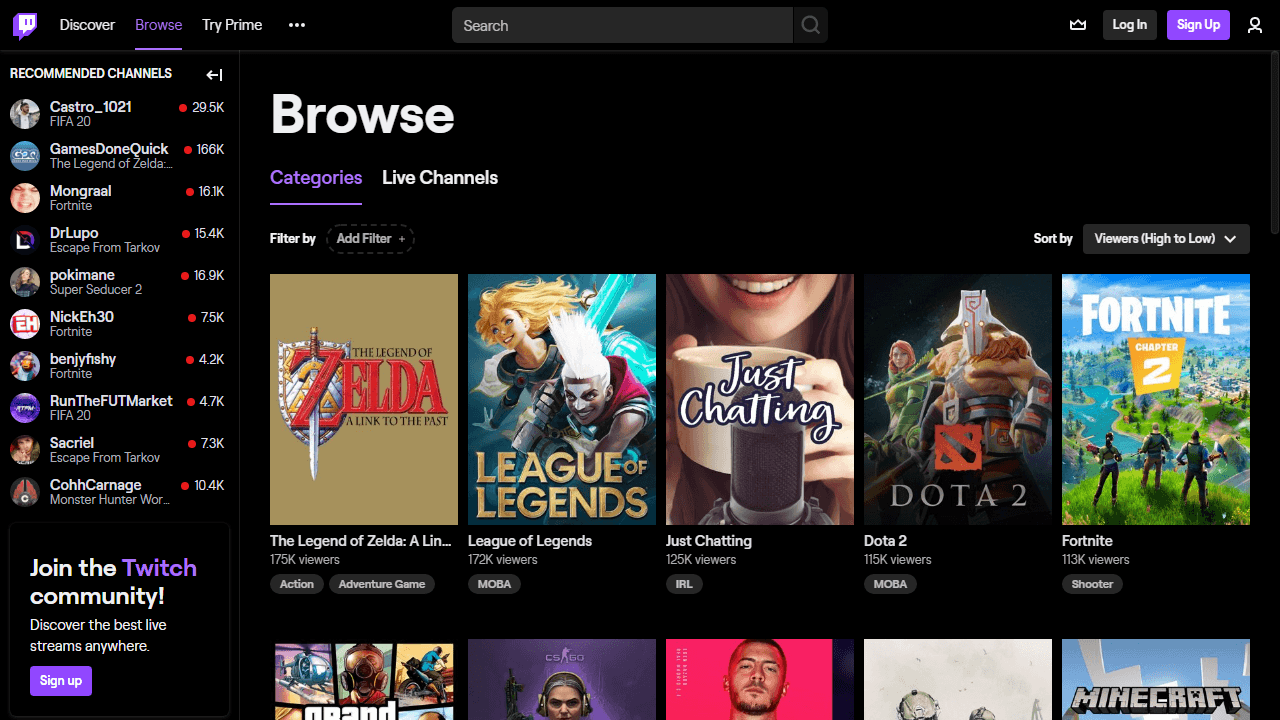 Discover
Browse
Try Prime
Search
Log In
Sign Up
RECOMMENDED CHANNELS
Castro_1021
29.5K
FIFA 20
GamesDoneQuick
166K
The Legend of Zelda:...
Mongraal
16.1K
Fortnite
DrLupo
15.4K
Escape From Tarkov
pokimane
16.9K
Super Seducer 2
NickEh30
7.5K
Fortnite
benjyfishy
4.2K
Fortnite
RunTheFUTMarket
4.7K
FIFA 20
Sacriel
7.3K
Escape From Tarkov
CohhCarnage
10.4K
Monster Hunter Wor...
Join the Twitch
community!
Discover the best live
streams anywhere.
Sign up
Browse
Categories
Live Channels
Filter by
Add Filter +
Sort by
Viewers (High to Low)
THE LEGEND OF
ZELDA
A LINK TO THE PAST
The Legend of Zelda: A Lin...
175K viewers
Action
Adventure Game
LEAGUE OF
LEGENDS
League of Legends
172K viewers
MOBA
Just
Chatting
Just Chatting
125K viewers
IRL
DOTA 2
Dota 2
115K viewers
MOBA
FORTNITE
CHAPTER
2
Fortnite
113K viewers
Shooter
grand
CS GO
MINECRAFT